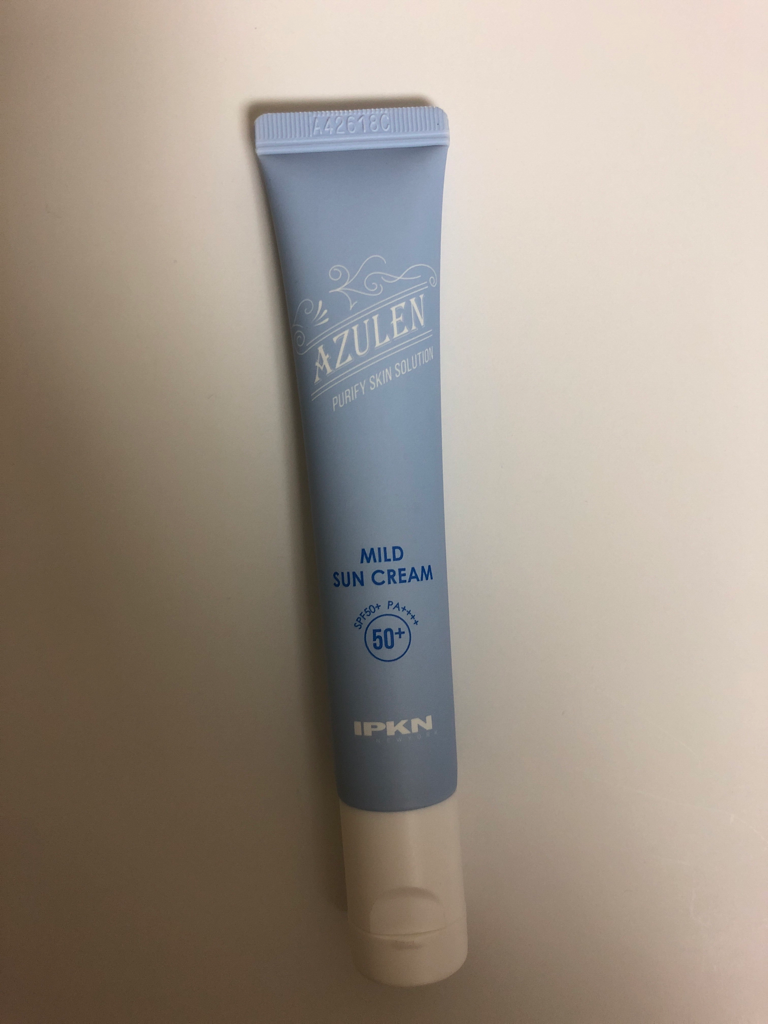 A42618C
AZULEN
PURIFY SKIN SOLUTION
MILD
SUN CREAM
SPF50+ PA++++
50+
IPKN